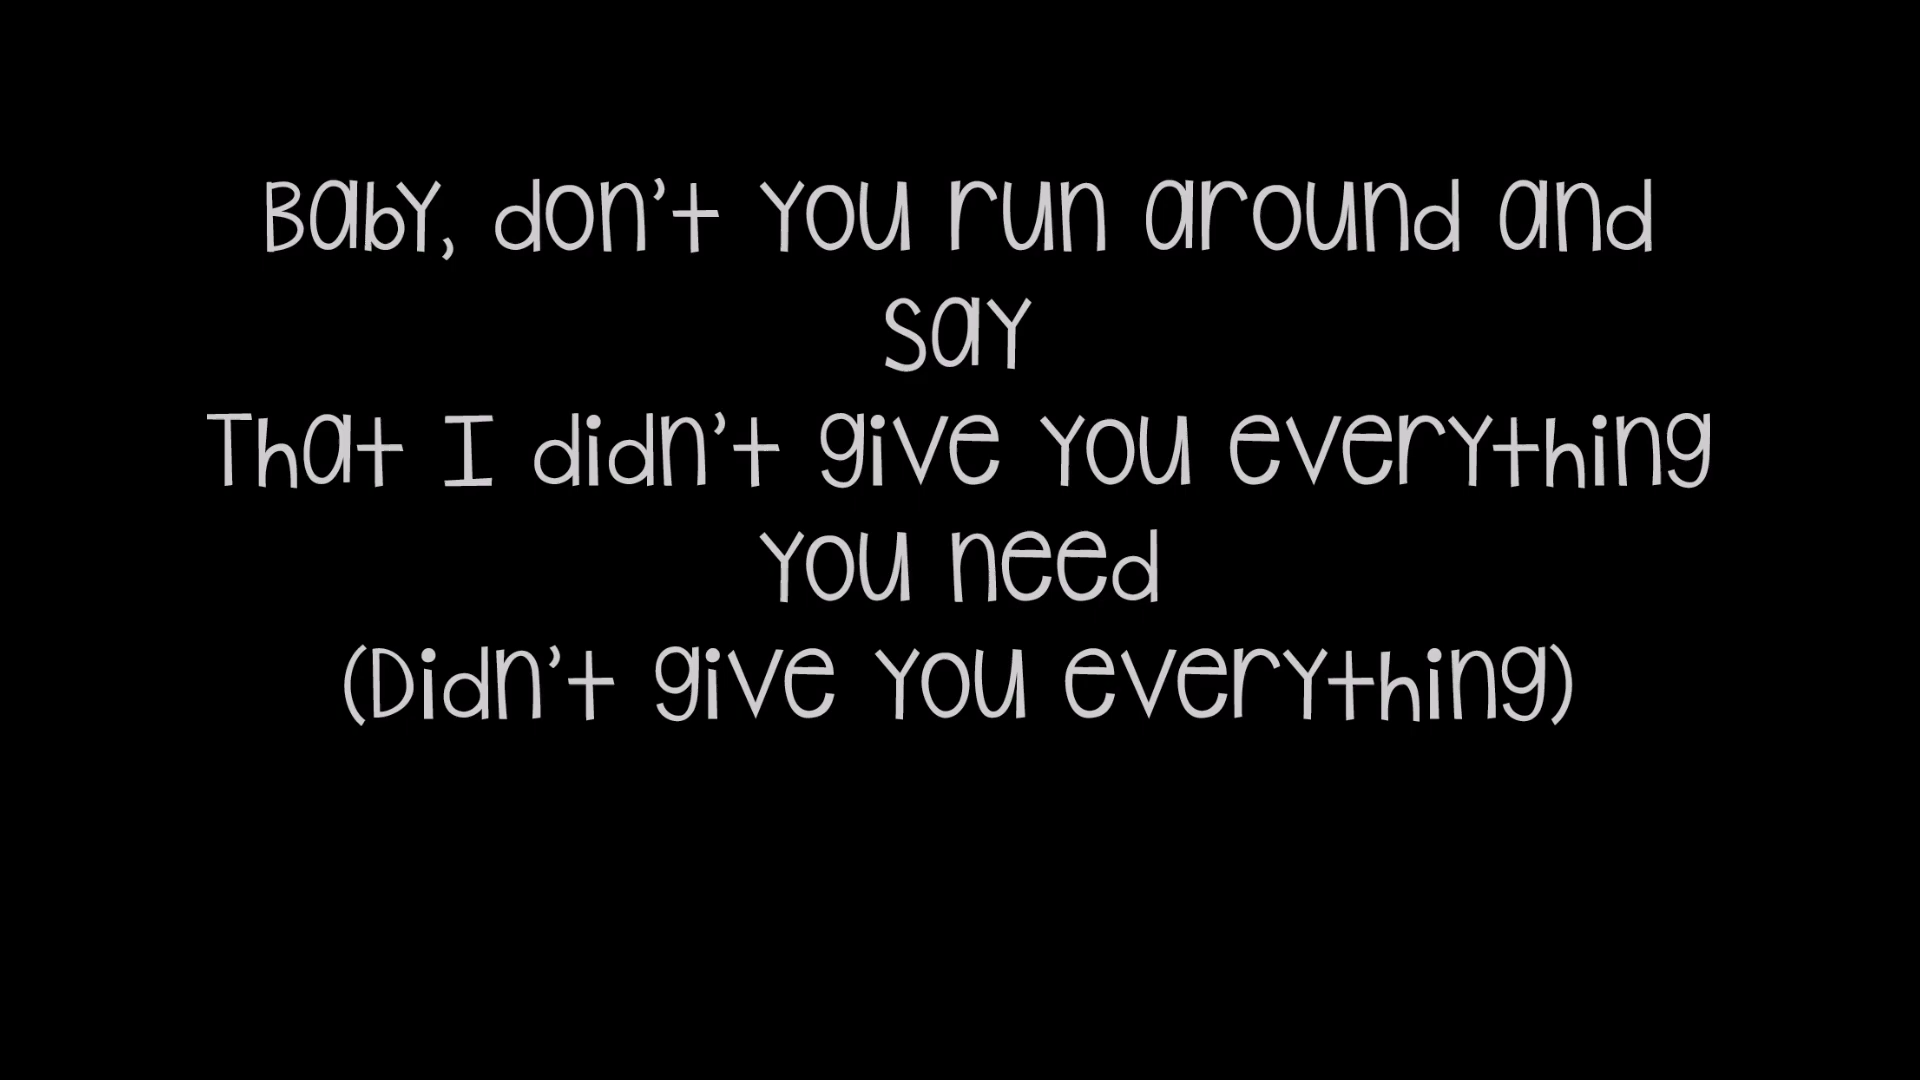 Baby, don't you run around and
say
That I didn't give you everything
you need
(Didn't give you everything)